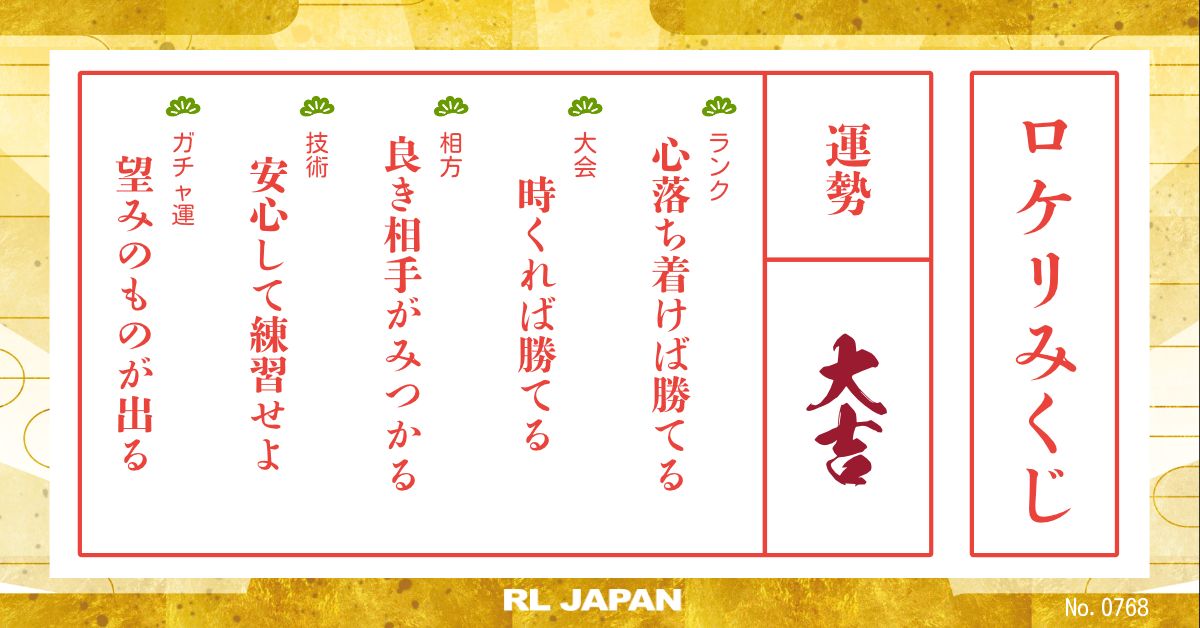 ロケリみくじ
運勢
大吉
ランク
心落ち着けば勝てる
大会
時くれば勝てる
相方
良き相手がみつかる
技術
安心して練習せよ
ガチャ運
望みのものが出る
RL JAPAN
No. 0768